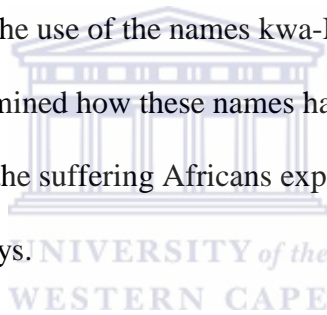 he use of the names kwa-
mined how these names ha
the suffering Africans exp
ys.
UNIVERSITY of the
WESTERN CAPE